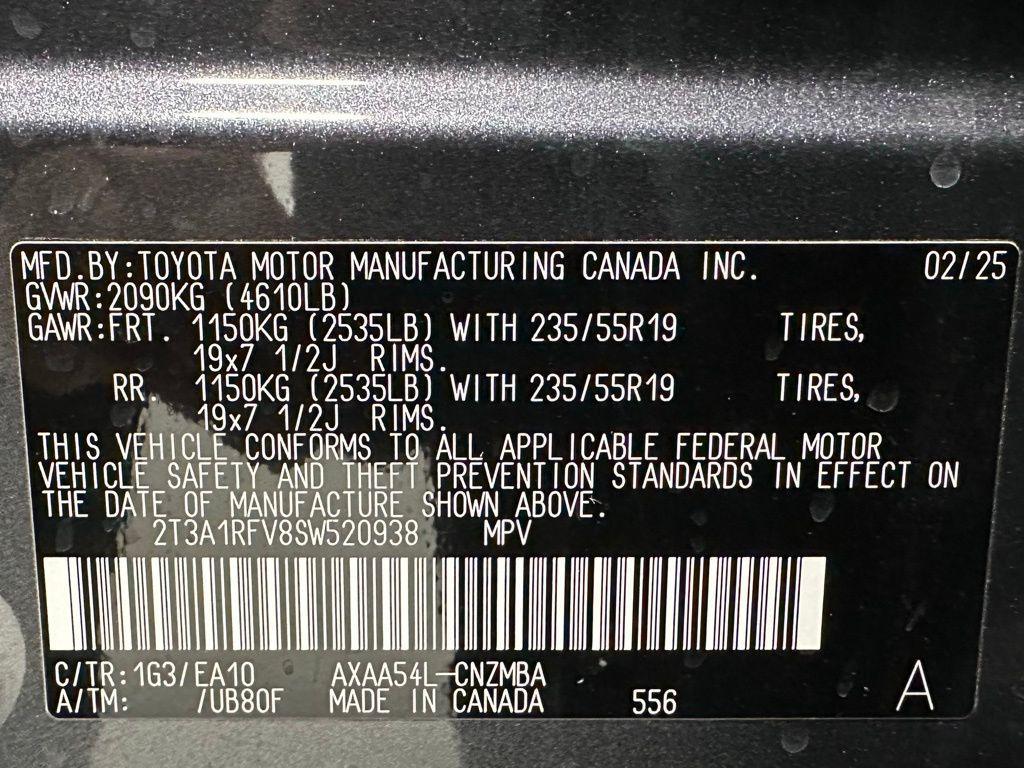 MFD.BY:TOYOTA MOTOR MANUFACTURING CANADA INC. 02/25
GVWR:2090KG (4610LB)
GAWR:FRT. 1150KG (2535LB) WITH 235/55R19 TIRES,
19x7 1/2J RIMS.
RR. 1150KG (2535LB) WITH 235/55R19 TIRES,
19x7 1/2J RIMS.
THIS VEHICLE CONFORMS TO ALL APPLICABLE FEDERAL MOTOR
VEHICLE SAFETY AND THEFT PREVENTION STANDARDS IN EFFECT ON
THE DATE OF MANUFACTURE SHOWN ABOVE.
2T3A1RFV8SW520938 MPV
C/TR:1G3/EA10 AXAA54L-CNZMBA A
A/TM: /UB80F MADE IN CANADA 556